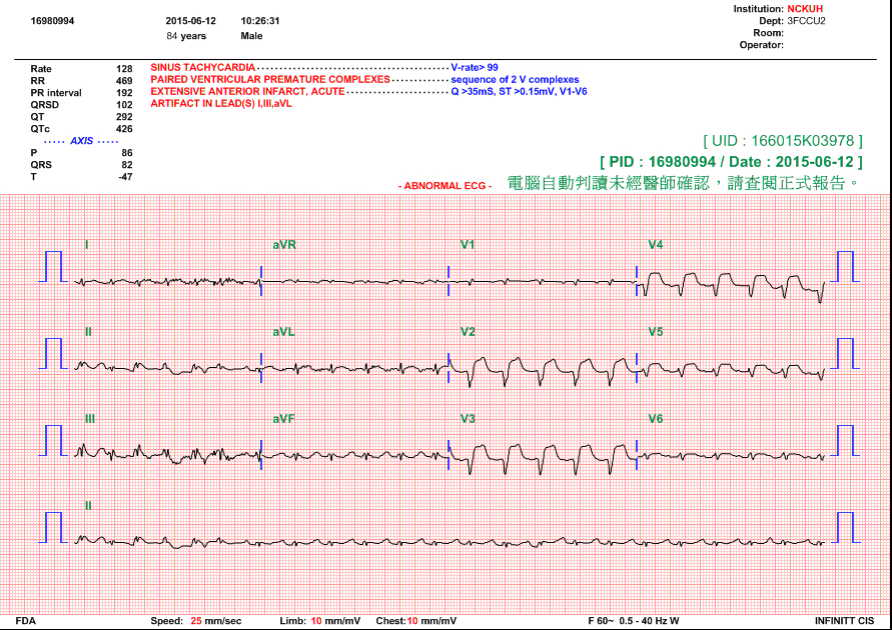 Institution: NCKUH
16980994 2015-06-12 10:26:31 Dept: 3FCCU2
84 years Male Room:
Operator:
Rate 128 SINUS TACHYCARDIA - - - - - - - - - - - - - - - - - - - - - - - - - - - - - - - - - - - - - - - - V-rate> 99
RR 469 PAIRED VENTRICULAR PREMATURE COMPLEXES - - - - - - - - - - - - sequence of 2 V complexes
PR interval 192 EXTENSIVE ANTERIOR INFARCT, ACUTE - - - - - - - - - - - - - - - - - - - - - Q >35mS, ST >0.15mV, V1-V6
QRSD 102 ARTIFACT IN LEAD(S) I,III,aVL
QT 292
QTc 426
- - - - - AXIS - - - - -
P 86
QRS 82
T -47
[ UID : 166015K03978 ]
[ PID : 16980994 / Date : 2015-06-12 ]
- ABNORMAL ECG - 電腦自動判讀未經醫師確認，請查閱正式報告。
I aVR V1 V4
II aVL V2 V5
III aVF V3 V6
II
FDA Speed: 25 mm/sec Limb: 10 mm/mV Chest:10 mm/mV F 60~ 0.5 - 40 Hz W INFINITT CIS